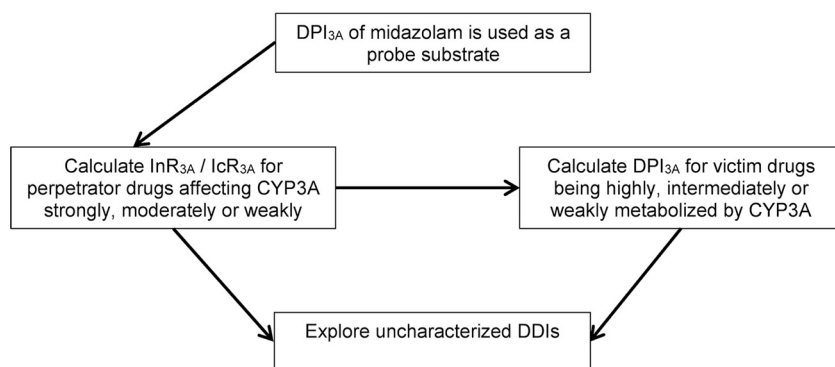 DPI3A of midazolam is used as a
probe substrate
Calculate InR3A / IcR3A for
perpetrator drugs affecting CYP3A
strongly, moderately or weakly
Calculate DPI3A for victim drugs
being highly, intermediately or
weakly metabolized by CYP3A
Explore uncharacterized DDIs